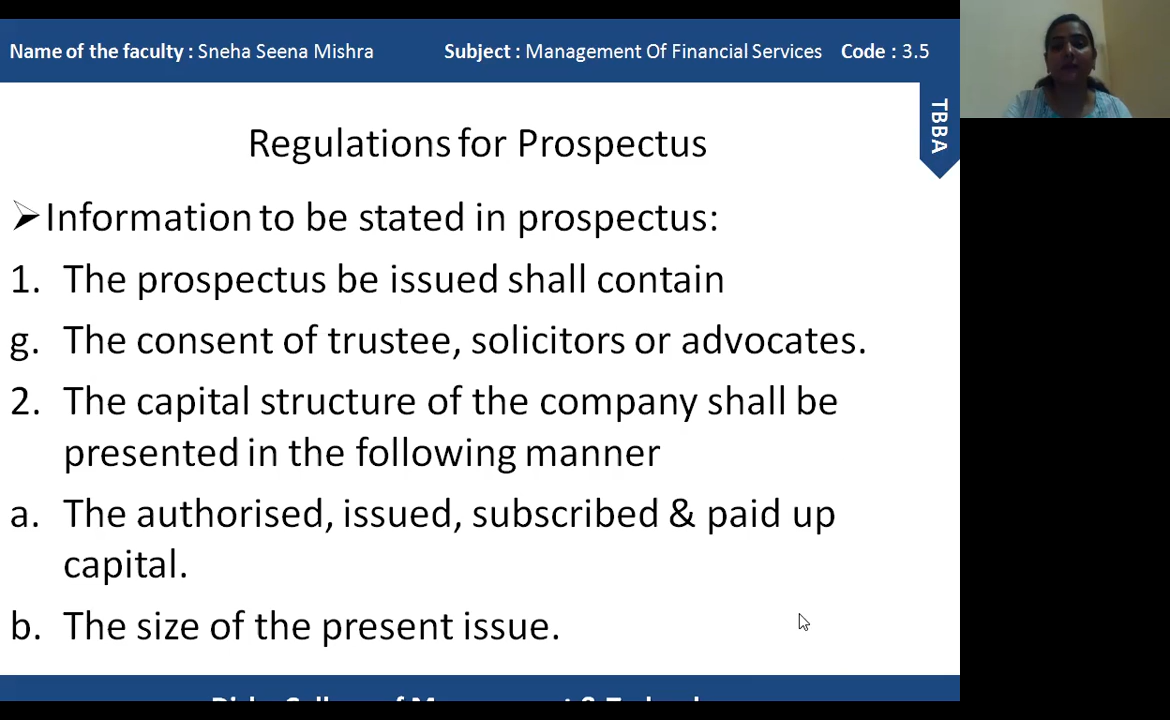 Name of the faculty : Sneha Seena Mishra Subject : Management Of Financial Services Code : 3.5
TBBA
Regulations for Prospectus
➢Information to be stated in prospectus:
1. The prospectus be issued shall contain
g. The consent of trustee, solicitors or advocates.
2. The capital structure of the company shall be
presented in the following manner
a. The authorised, issued, subscribed & paid up
capital.
b. The size of the present issue.